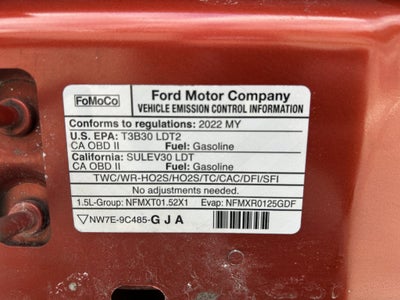 FoMoCo
Ford Motor Company
VEHICLE EMISSION CONTROL INFORMATION
Conforms to regulations: 2022 MY
U.S. EPA: T3B30 LDT2
CA OBD II Fuel: Gasoline
California: SULEV30 LDT
CA OBD II Fuel: Gasoline
TWC/WR-HO2S/HO2S/TC/CAC/DFI/SFI
No adjustments needed.
1.5L-Group: NFMXT01.52X1 Evap: NFMXR0125GDF
NW7E-9C485-G J A